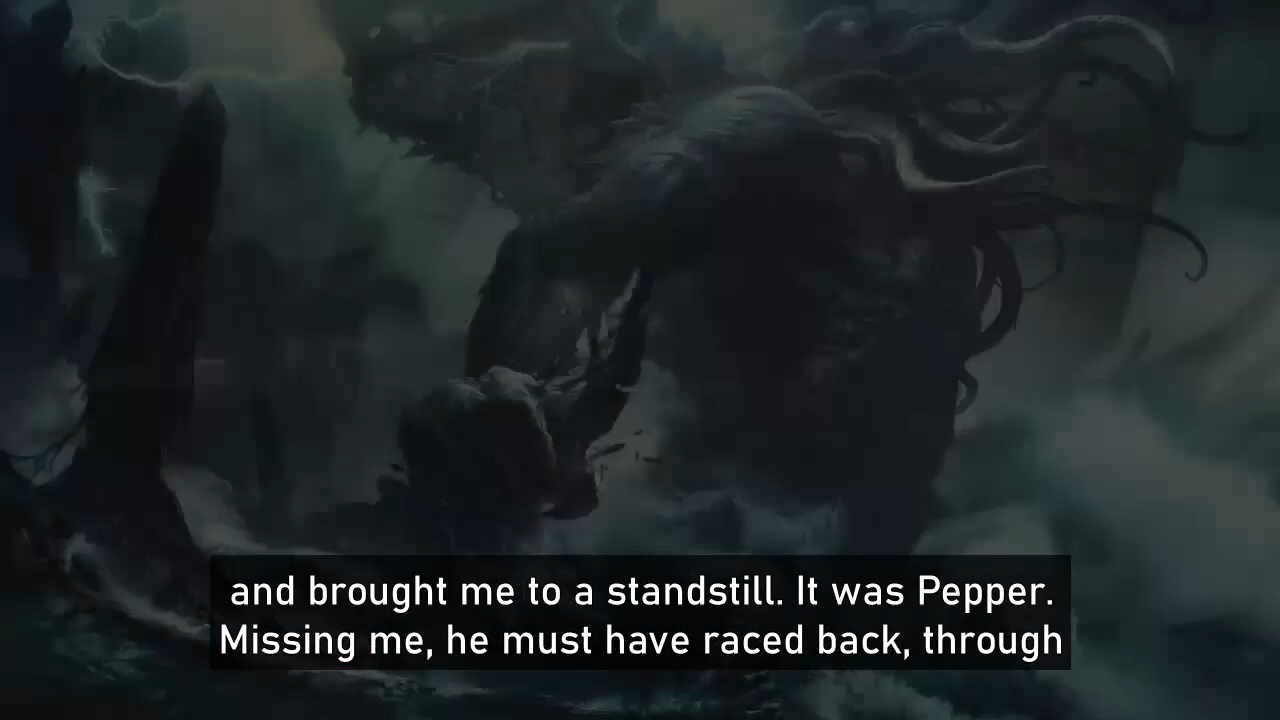 and brought me to a standstill. It was Pepper.
Missing me, he must have raced back, through